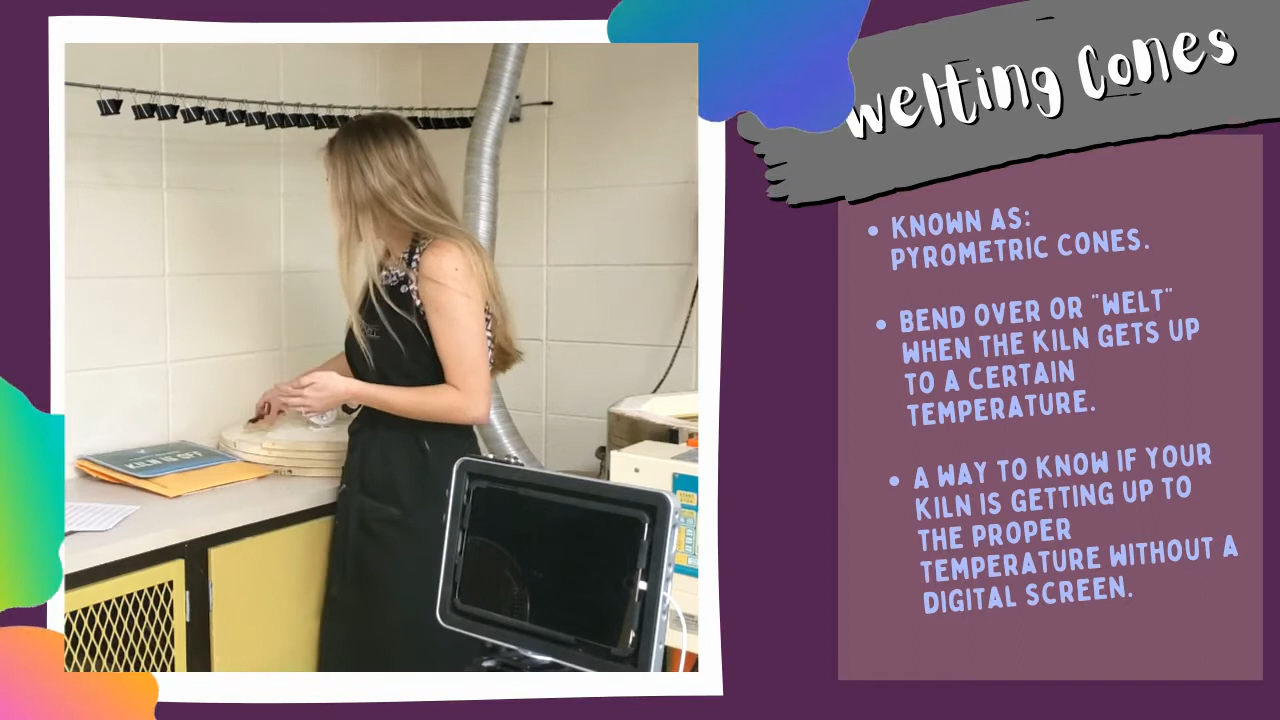 welting Cones
KNOWN AS:
PYROMETRIC CONES.
BEND OVER OR "WELT"
WHEN THE KILN GETS UP
TO A CERTAIN
TEMPERATURE.
A WAY TO KNOW IF YOUR
KILN IS GETTING UP TO
THE PROPER
TEMPERATURE WITHOUT A
DIGITAL SCREEN.